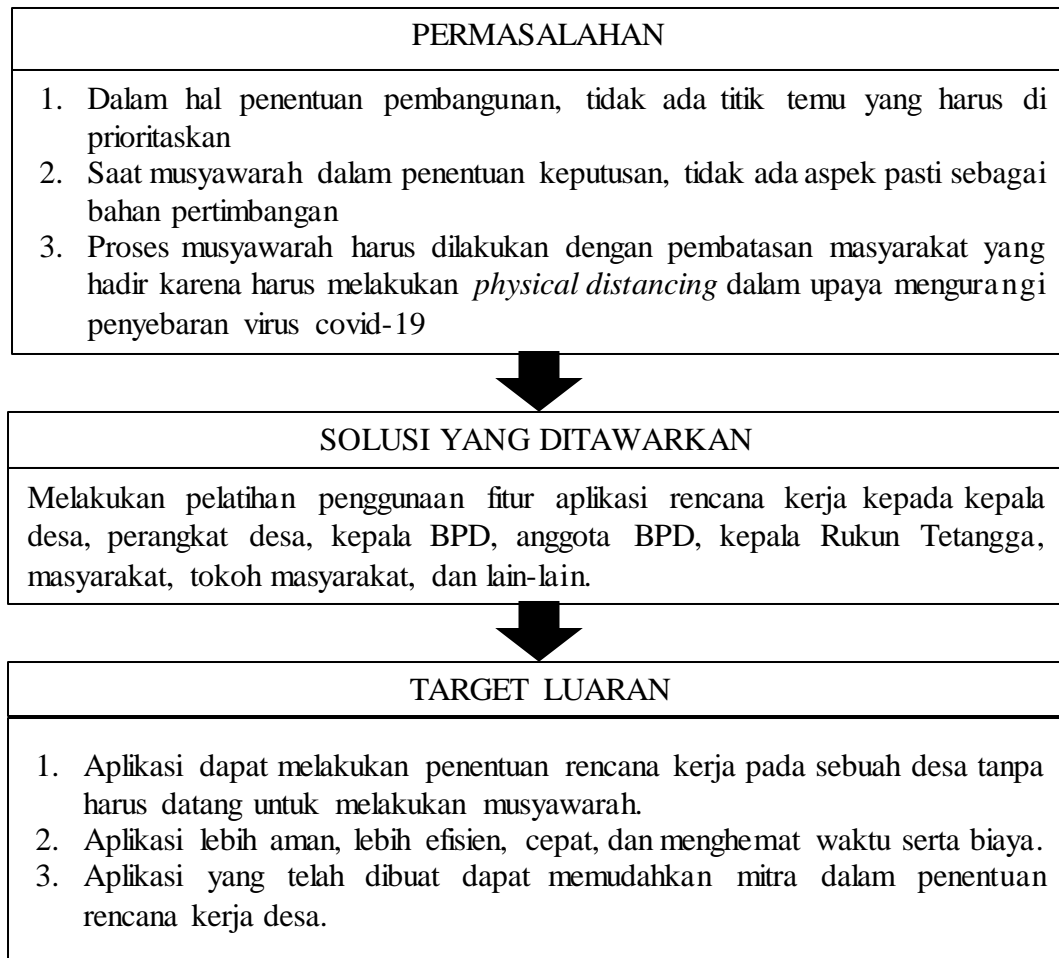 PERMASALAHAN
1. Dalam hal penentuan pembangunan, tidak ada titik temu yang harus di
prioritaskan
2. Saat musyawarah dalam penentuan keputusan, tidak ada aspek pasti sebagai
bahan pertimbangan
3. Proses musyawarah harus dilakukan dengan pembatasan masyarakat yang
hadir karena harus melakukan physical distancing dalam upaya mengurangi
penyebaran virus covid-19
SOLUSI YANG DITAWARKAN
Melakukan pelatihan penggunaan fitur aplikasi rencana kerja kepada kepala
desa, perangkat desa, kepala BPD, anggota BPD, kepala Rukun Tetangga,
masyarakat, tokoh masyarakat, dan lain-lain.
TARGET LUARAN
1. Aplikasi dapat melakukan penentuan rencana kerja pada sebuah desa tanpa
harus datang untuk melakukan musyawarah.
2. Aplikasi lebih aman, lebih efisien, cepat, dan menghemat waktu serta biaya.
3. Aplikasi yang telah dibuat dapat memudahkan mitra dalam penentuan
rencana kerja desa.